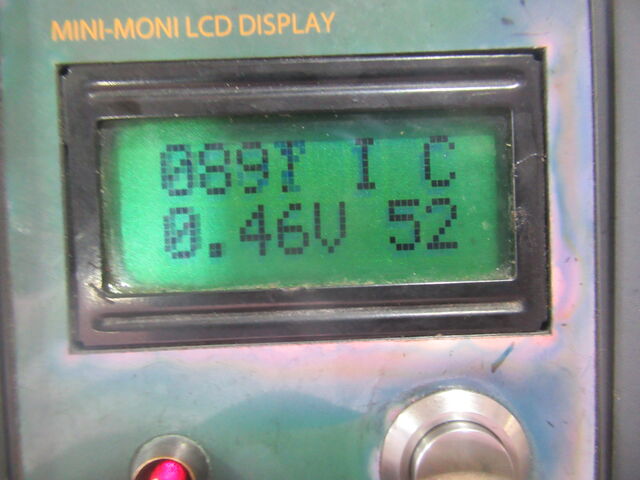 MINI-MONI LCD DISPLAY
089T I C
0.46V 52